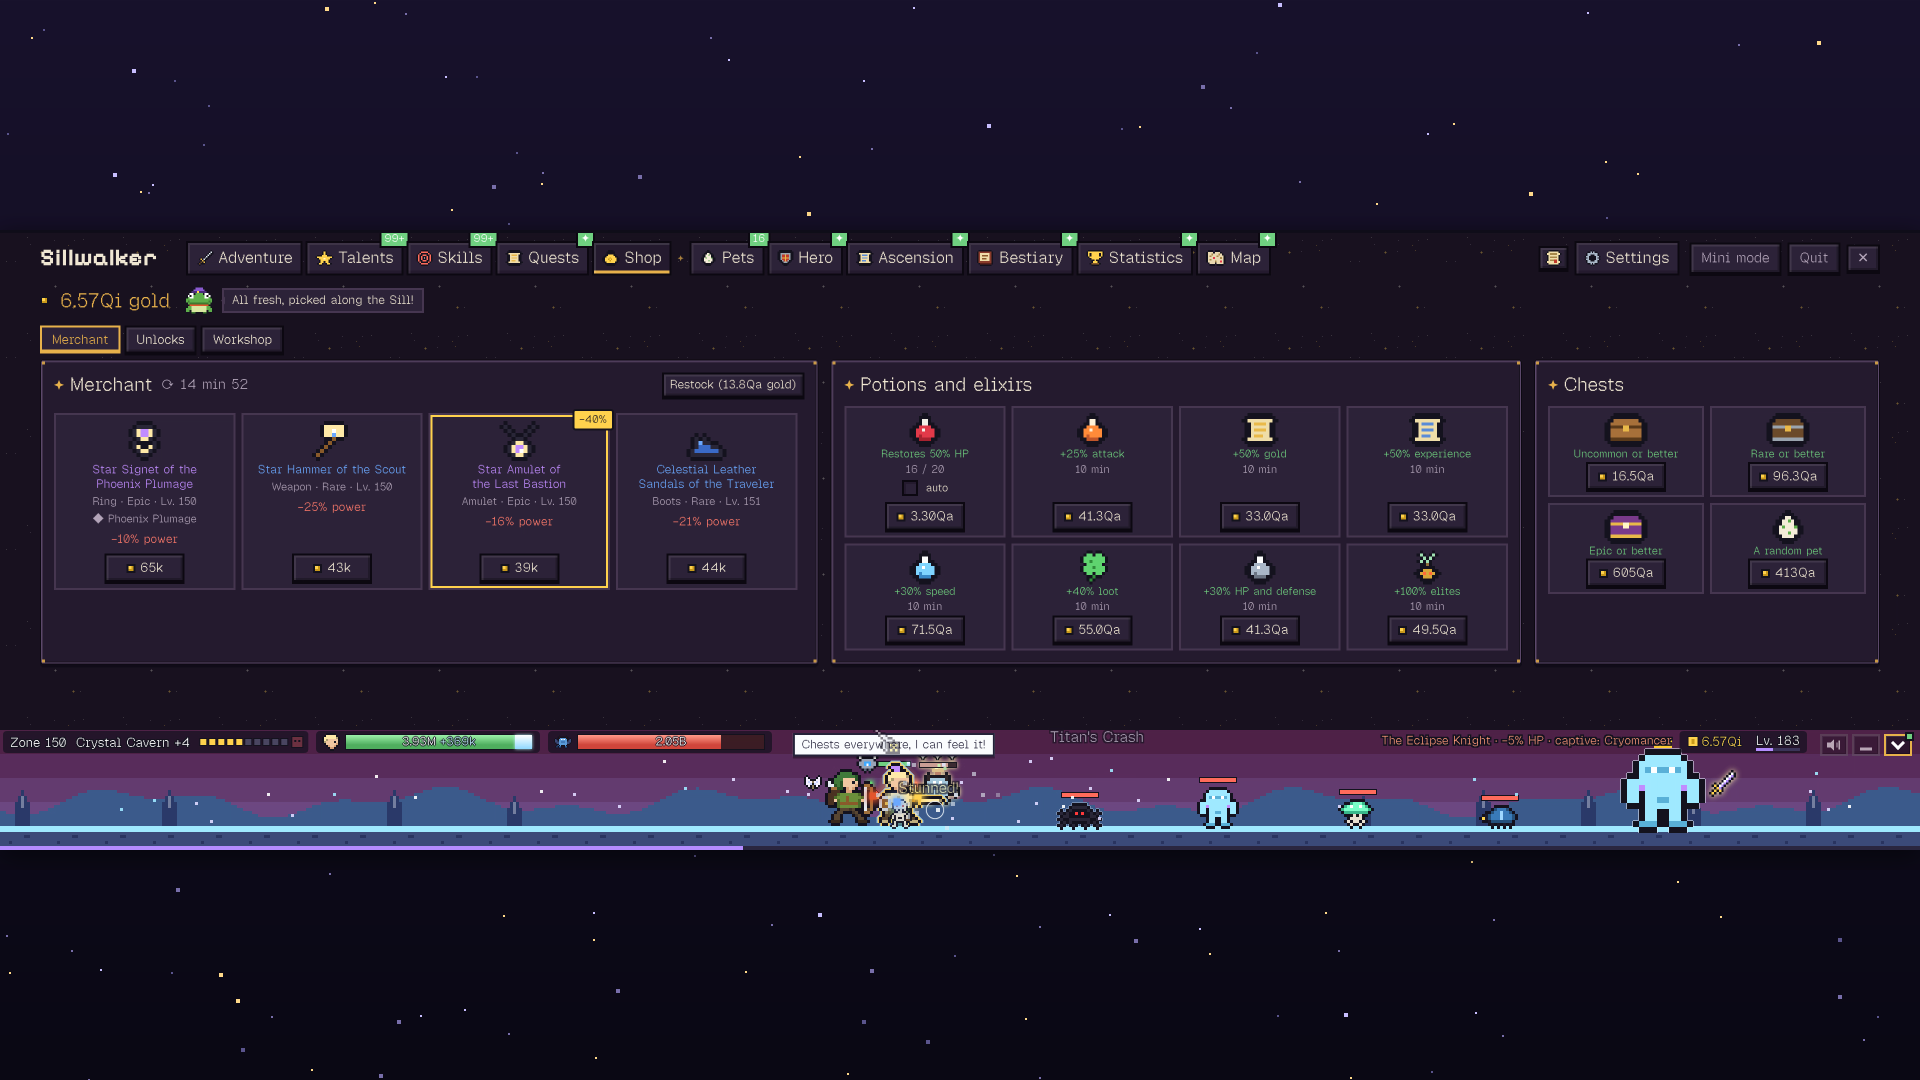 Sillwalker
Adventure
99+
Talents
99+
Skills
Quests
Shop
16
Pets
Hero
Ascension
Bestiary
Statistics
Map
Settings
Mini mode
Quit
×
6,57Qi gold
All fresh, picked along the Sill!
Merchant
Unlocks
Workshop
Merchant
14 min 52
Restock (13.8Qa gold)
Star Signet of the
Phoenix Plumage
Ring · Epic · Lv. 150
Phoenix Plumage
-10% power
65k
Star Hammer of the Scout
Weapon · Rare · Lv. 150
-25% power
43k
-40%
Star Amulet of
the Last Bastion
Amulet · Epic · Lv. 150
-16% power
39k
Celestial Leather
Sandals of the Traveler
Boots · Rare · Lv. 151
-21% power
44k
Potions and elixirs
Restores 50% HP
16 / 20
auto
3.30Qa
+25% attack
10 min
41.3Qa
+50% gold
10 min
33.0Qa
+50% experience
10 min
33.0Qa
+30% speed
10 min
71.5Qa
+40% loot
10 min
55.0Qa
+30% HP and defense
10 min
41.3Qa
+100% elites
10 min
49.5Qa
Chests
Uncommon or better
16.5Qa
Rare or better
96.3Qa
Epic or better
605Qa
A random pet
413Qa
Zone 150 Crystal Cavern +4
2.05B
Chests everywhere, I can feel it!
Titan's Crash
The Eclipse Knight · -5% HP · captive: Cryomancer
6.57Qi
Lv. 183
Stunned